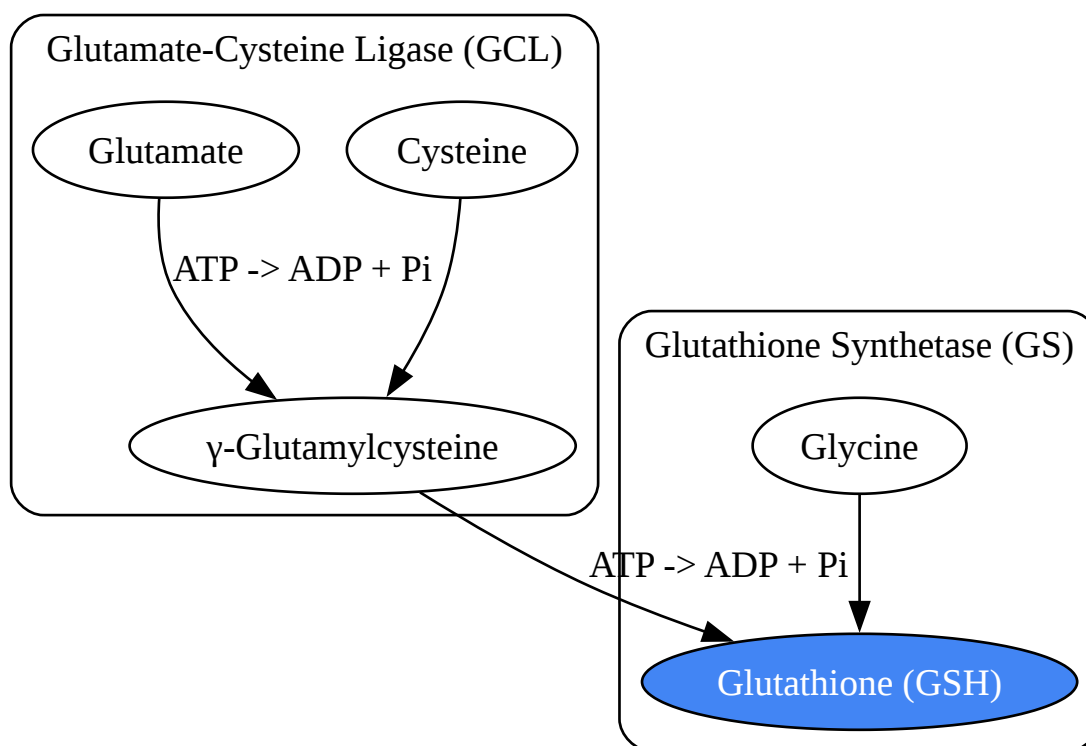 Glutamate-Cysteine Ligase (GCL)
Glutamate
Cysteine
ATP -> ADP + Pi
Glutathione Synthetase (GS)
γ-Glutamylcysteine
Glycine
ATP -> ADP + Pi
Glutathione (GSH)